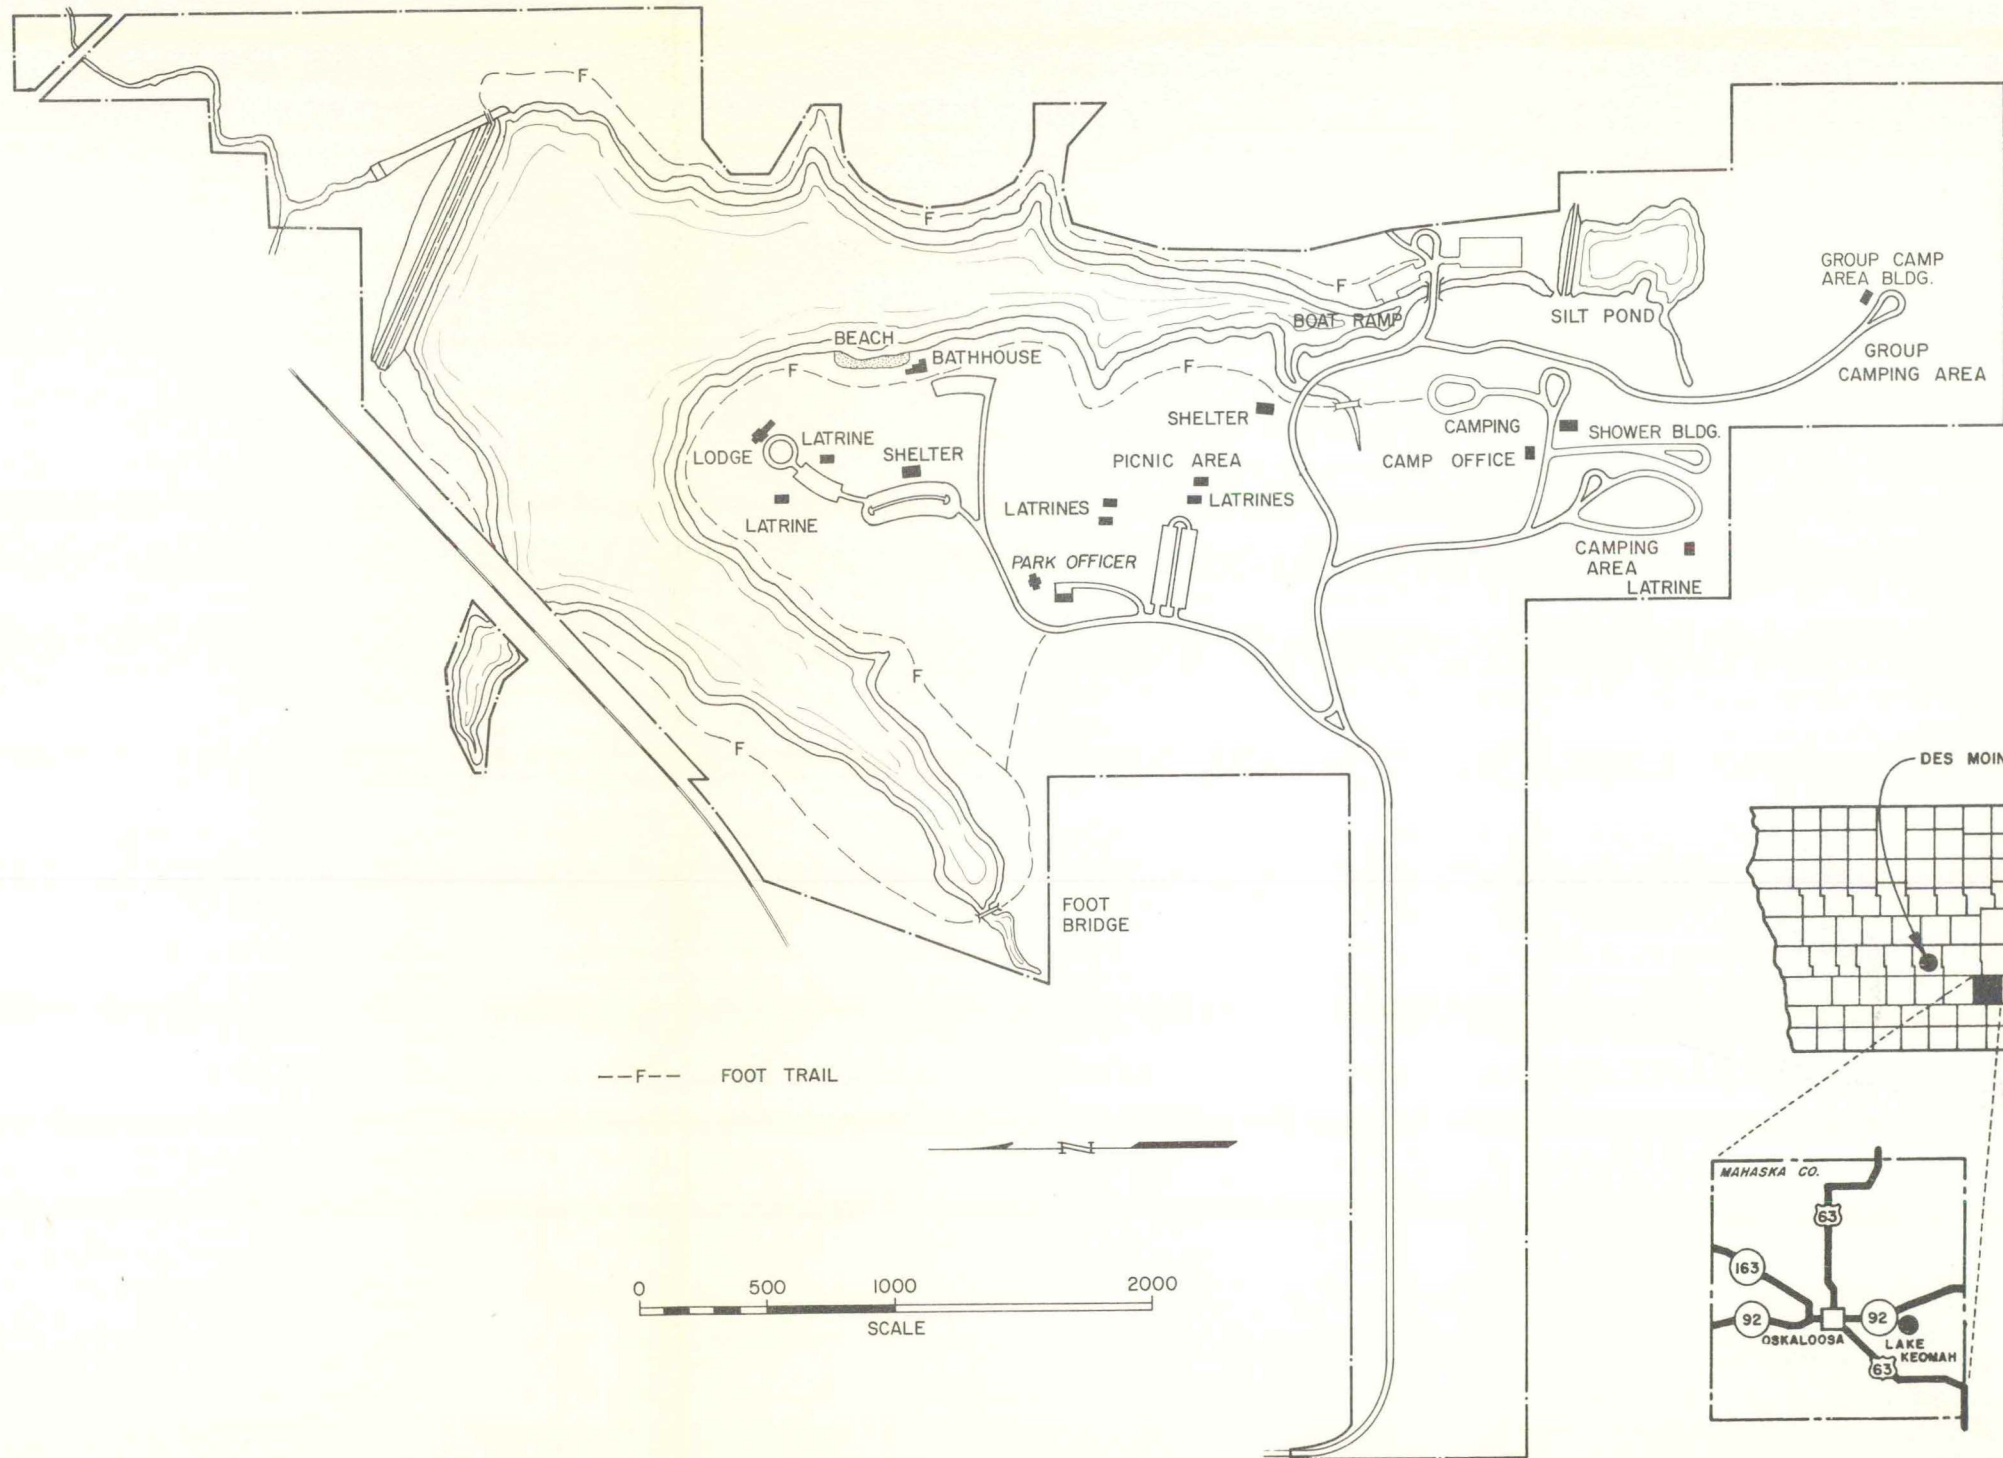 F
F
F
GROUP CAMP
AREA BLDG.
BOAT RAMP
SILT POND
BEACH
BATHHOUSE
GROUP
CAMPING AREA
F
F
SHELTER
CAMPING
SHOWER BLDG.
LODGE
LATRINE
SHELTER
PICNIC AREA
CAMP OFFICE
LATRINE
LATRINES
LATRINES
PARK OFFICER
CAMPING
AREA
LATRINE
F
F
DES MOIN
FOOT
BRIDGE
--F-- FOOT TRAIL
N
MAHASKA CO.
63
163
92
92
OSKALOOSA
LAKE
KEOMAH
63
0 500 1000 2000
SCALE